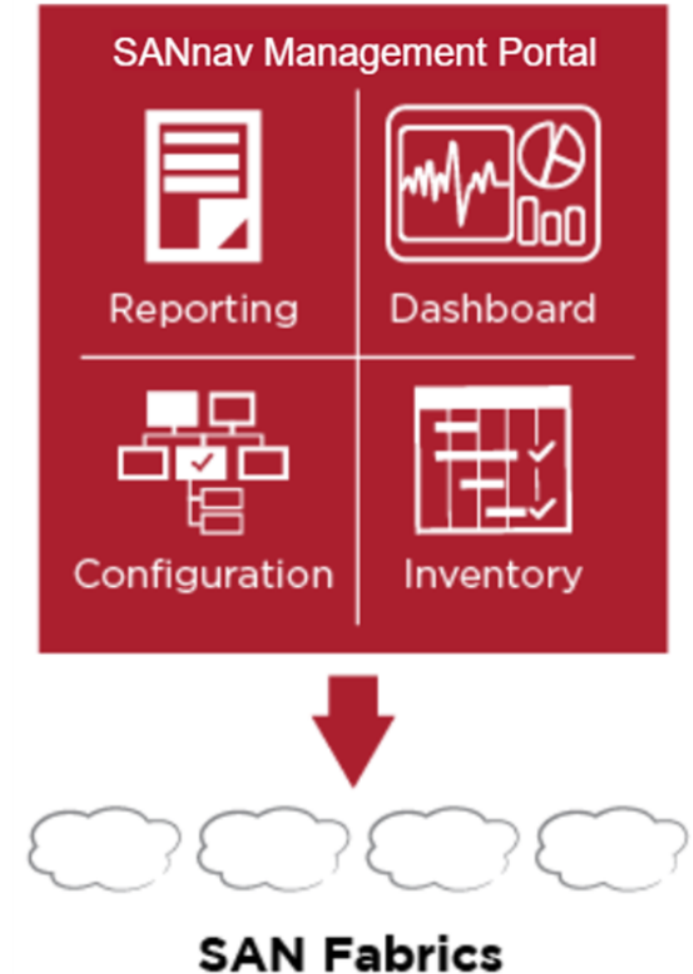 SANnav Management Portal
Reporting
Dashboard
Configuration
Inventory
SAN Fabrics